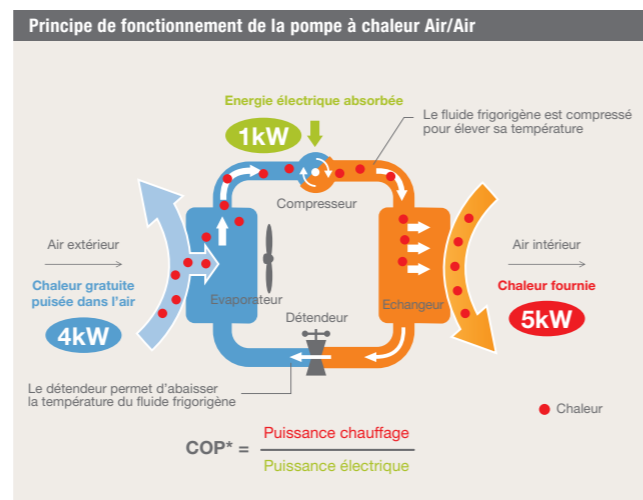 Principe de fonctionnement de la pompe à chaleur Air/Air
Energie électrique absorbée
1kW
Le fluide frigorigène est compressé
pour élever sa température
Compresseur
Air extérieur
Chaleur gratuite
puisée dans l'air
4kW
Evaporateur
Détendeur
Echangeur
Air intérieur
Chaleur fournie
5kW
Le détendeur permet d'abaisser
la température du fluide frigorigène
Chaleur
COP* =
Puissance chauffage
Puissance électrique